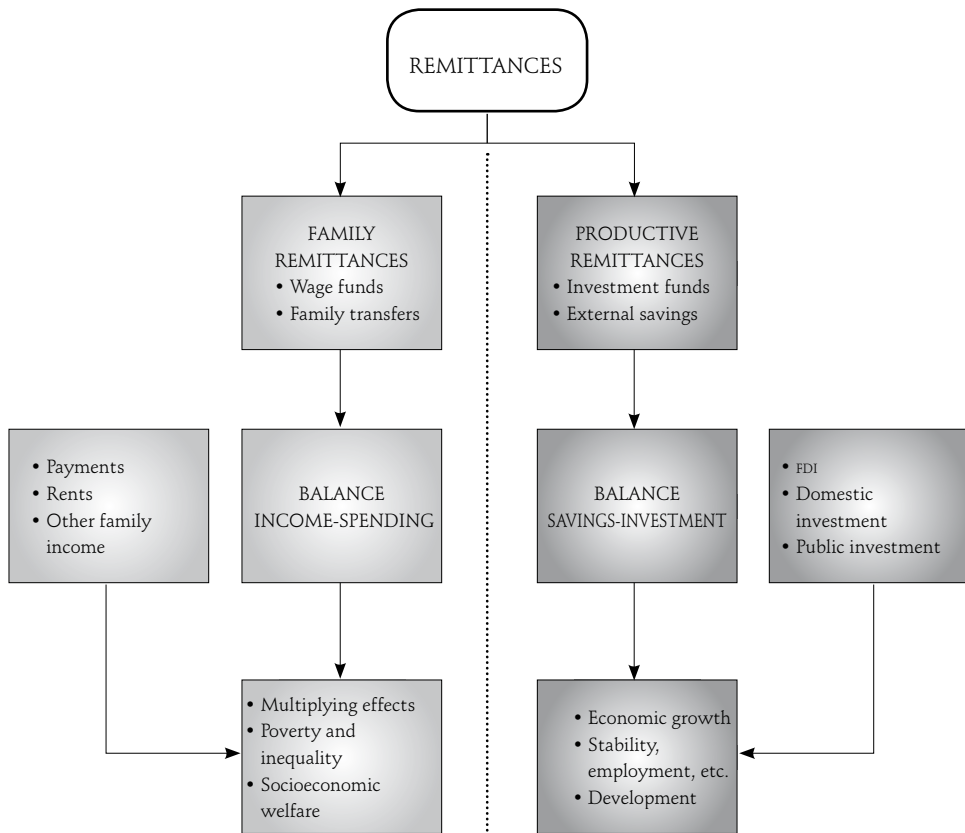 REMITTANCES
FAMILY
REMITTANCES
• Wage funds
• Family transfers
PRODUCTIVE
REMITTANCES
• Investment funds
• External savings
• Payments
• Rents
• Other family
income
BALANCE
INCOME-SPENDING
BALANCE
SAVINGS-INVESTMENT
• FDI
• Domestic
investment
• Public investment
• Multiplying effects
• Poverty and
inequality
• Socioeconomic
welfare
• Economic growth
• Stability,
employment, etc.
• Development